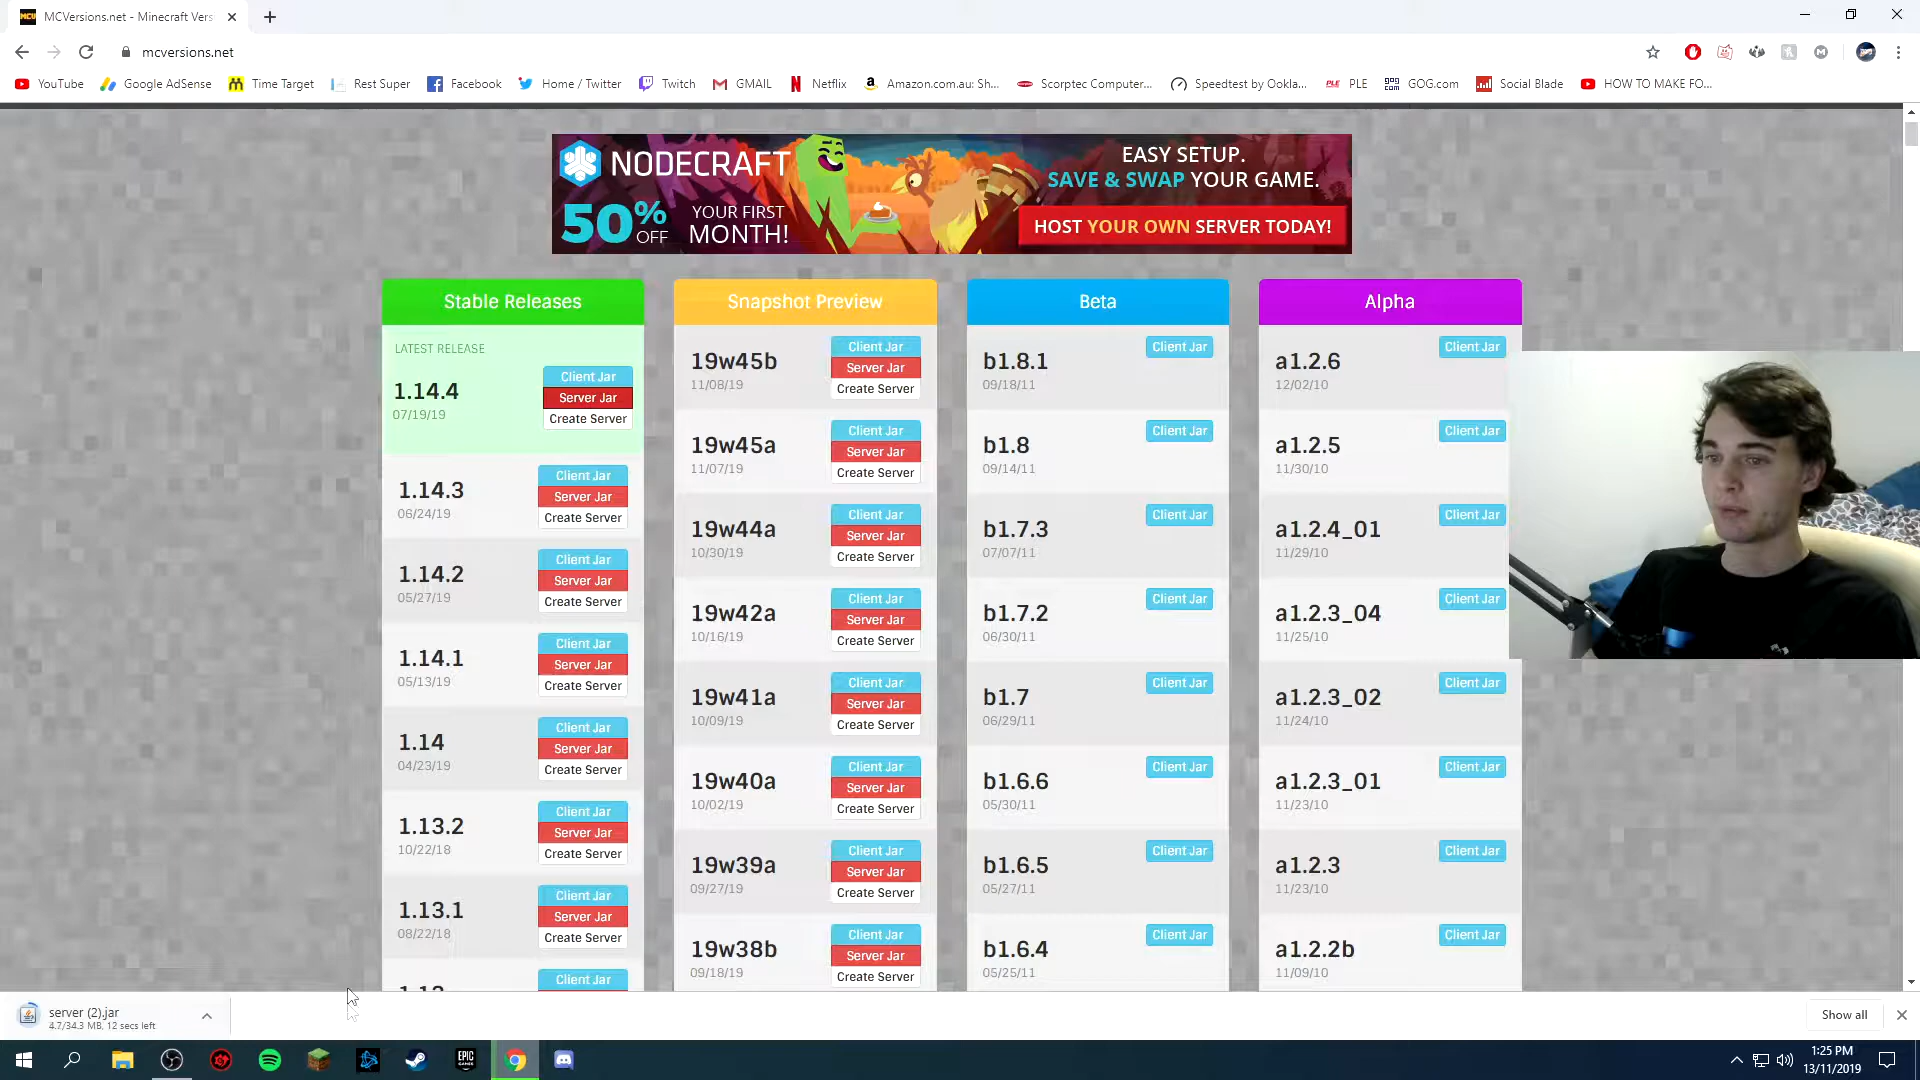 MCVersions.net - Minecraft Vers
mcversions.net
YouTube Google AdSense Time Target Rest Super Facebook Home / Twitter Twitch GMAIL Netflix Amazon.com.au: Sh... Scorptec Computer... Speedtest by Ookla... PLE GOG.com Social Blade HOW TO MAKE FO...
NODECRAFT
50% OFF YOUR FIRST MONTH!
EASY SETUP.
SAVE & SWAP YOUR GAME.
HOST YOUR OWN SERVER TODAY!
Stable Releases
LATEST RELEASE
1.14.4
07/19/19
Client Jar
Server Jar
Create Server
1.14.3
06/24/19
Client Jar
Server Jar
Create Server
1.14.2
05/27/19
Client Jar
Server Jar
Create Server
1.14.1
05/13/19
Client Jar
Server Jar
Create Server
1.14
04/23/19
Client Jar
Server Jar
Create Server
1.13.2
10/22/18
Client Jar
Server Jar
Create Server
1.13.1
08/22/18
Client Jar
Server Jar
Create Server
Client Jar
Snapshot Preview
19w45b
11/08/19
Client Jar
Server Jar
Create Server
19w45a
11/07/19
Client Jar
Server Jar
Create Server
19w44a
10/30/19
Client Jar
Server Jar
Create Server
19w42a
10/16/19
Client Jar
Server Jar
Create Server
19w41a
10/09/19
Client Jar
Server Jar
Create Server
19w40a
10/02/19
Client Jar
Server Jar
Create Server
19w39a
09/27/19
Client Jar
Server Jar
Create Server
19w38b
09/18/19
Client Jar
Server Jar
Create Server
Beta
b1.8.1
09/18/11
Client Jar
b1.8
09/14/11
Client Jar
b1.7.3
07/07/11
Client Jar
b1.7.2
06/30/11
Client Jar
b1.7
06/29/11
Client Jar
b1.6.6
05/30/11
Client Jar
b1.6.5
05/27/11
Client Jar
b1.6.4
05/25/11
Client Jar
Alpha
a1.2.6
12/02/10
Client Jar
a1.2.5
11/30/10
Client Jar
a1.2.4_01
11/29/10
Client Jar
a1.2.3_04
11/25/10
Client Jar
a1.2.3_02
11/24/10
Client Jar
a1.2.3_01
11/23/10
Client Jar
a1.2.3
11/23/10
Client Jar
a1.2.2b
11/09/10
Client Jar
server (2).jar
4.7/34.3 MB, 12 secs left
Show all
EPIC GAMES
1:25 PM
13/11/2019